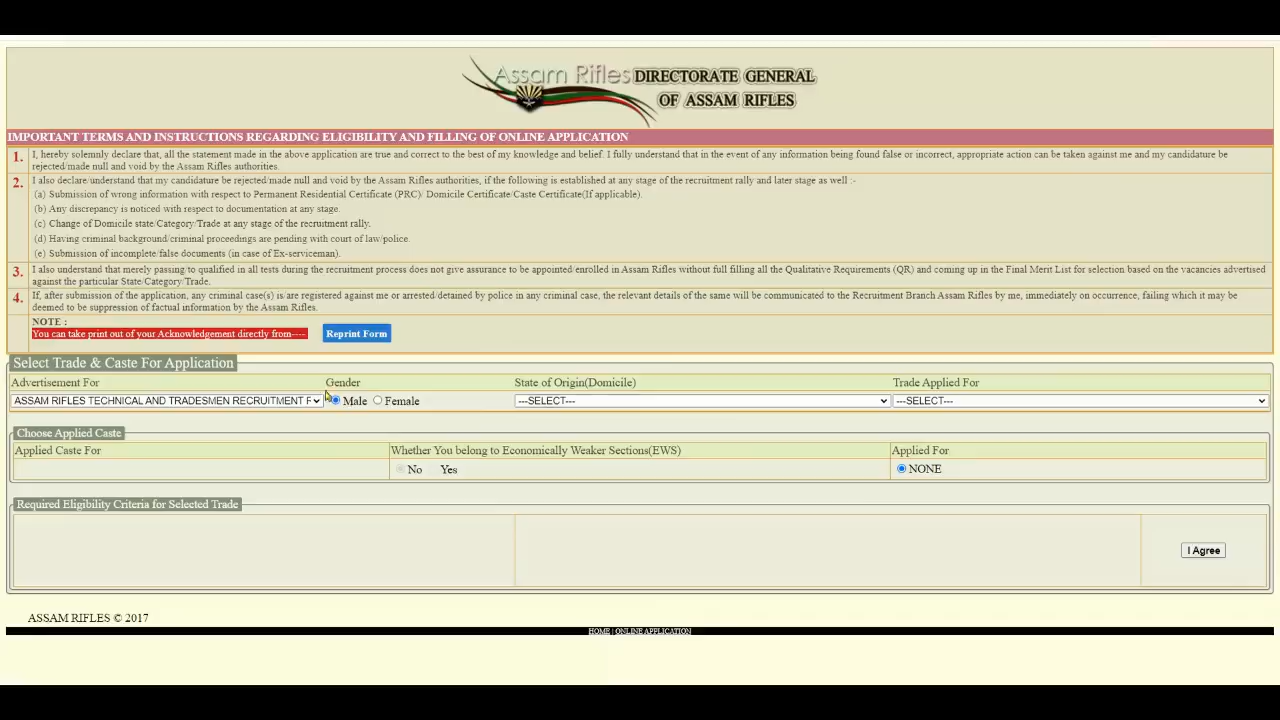 Assam Rifles DIRECTORATE GENERAL
OF ASSAM RIFLES
IMPORTANT TERMS AND INSTRUCTIONS REGARDING ELIGIBILITY AND FILLING OF ONLINE APPLICATION
1. I, hereby solemnly declare that, all the statement made in the above application are true and correct to the best of my knowledge and belief. I fully understand that in the event of any information being found false or incorrect, appropriate action can be taken against me and my candidature be
rejected/made null and void by the Assam Rifles authorities.
2. I also declare/understand that my candidature be rejected/made null and void by the Assam Rifles authorities, if the following is established at any stage of the recruitment rally and later stage as well :-
(a) Submission of wrong information with respect to Permanent Residential Certificate (PRC)/ Domicile Certificate/Caste Certificate(If applicable).
(b) Any discrepancy is noticed with respect to documentation at any stage.
(c) Change of Domicile state/Category/Trade at any stage of the recruitment rally.
(d) Having criminal background/criminal proceedings are pending with court of law/police.
(e) Submission of incomplete/false documents (in case of Ex-serviceman).
3. I also understand that merely passing/to qualified in all tests during the recruitment process does not give assurance to be appointed/enrolled in Assam Rifles without full filling all the Qualitative Requirements (QR) and coming up in the Final Merit List for selection based on the vacancies advertised
against the particular State/Category/Trade.
4. If, after submission of the application, any criminal case(s) is are registered against me or arrested/detained by police in any criminal case, the relevant details of the same will be communicated to the Recruitment Branch Assam Rifles by me, immediately on occurrence, failing which it may be
deemed to be suppression of factual information by the Assam Rifles.
NOTE :
You can take print out of your Acknowledgement directly from---- Reprint Form
Select Trade & Caste For Application
Advertisement For Gender State of Origin(Domicile) Trade Applied For
ASSAM RIFLES TECHNICAL AND TRADESMEN RECRUITMENT F Male Female ---SELECT--- ---SELECT---
Choose Applied Caste
Applied Caste For Whether You belong to Economically Weaker Sections(EWS) Applied For
No Yes NONE
Required Eligibility Criteria for Selected Trade
I Agree
ASSAM RIFLES © 2017
HOME | ONLINE APPLICATION